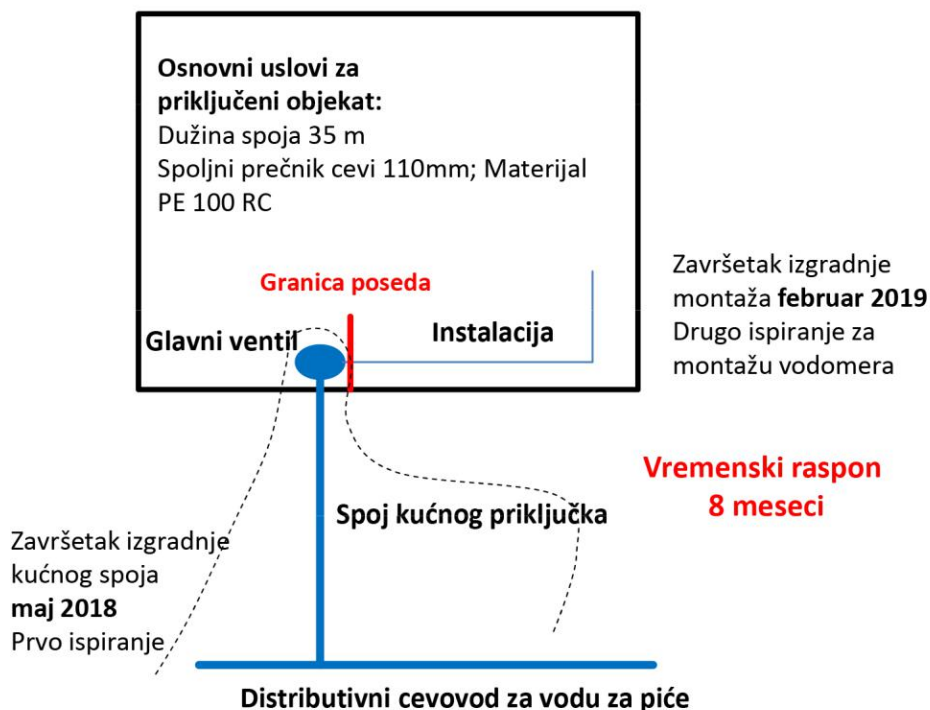 Osnovni uslovi za
priključeni objekat:
Dužina spoja 35 m
Spoljni prečnik cevi 110mm; Materijal
PE 100 RC
Granica poseda
Glavni ventil
Instalacija
Završetak izgradnje
montaža februar 2019
Drugo ispiranje za
montažu vodomera
Vremenski raspon
8 meseci
Spoj kućnog priključka
Završetak izgradnje
kućnog spoja
maj 2018
Prvo ispiranje
Distributivni cevovod za vodu za piće